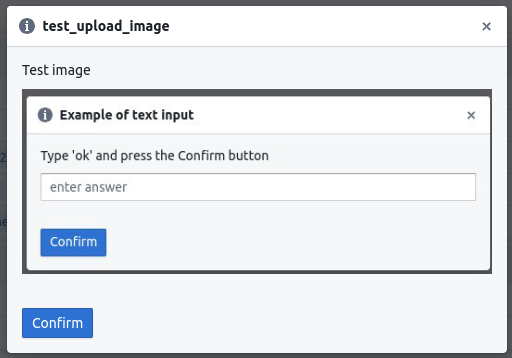 test_upload_image
Test image
Example of text input
Type 'ok' and press the Confirm button
enter answer
Confirm
Confirm